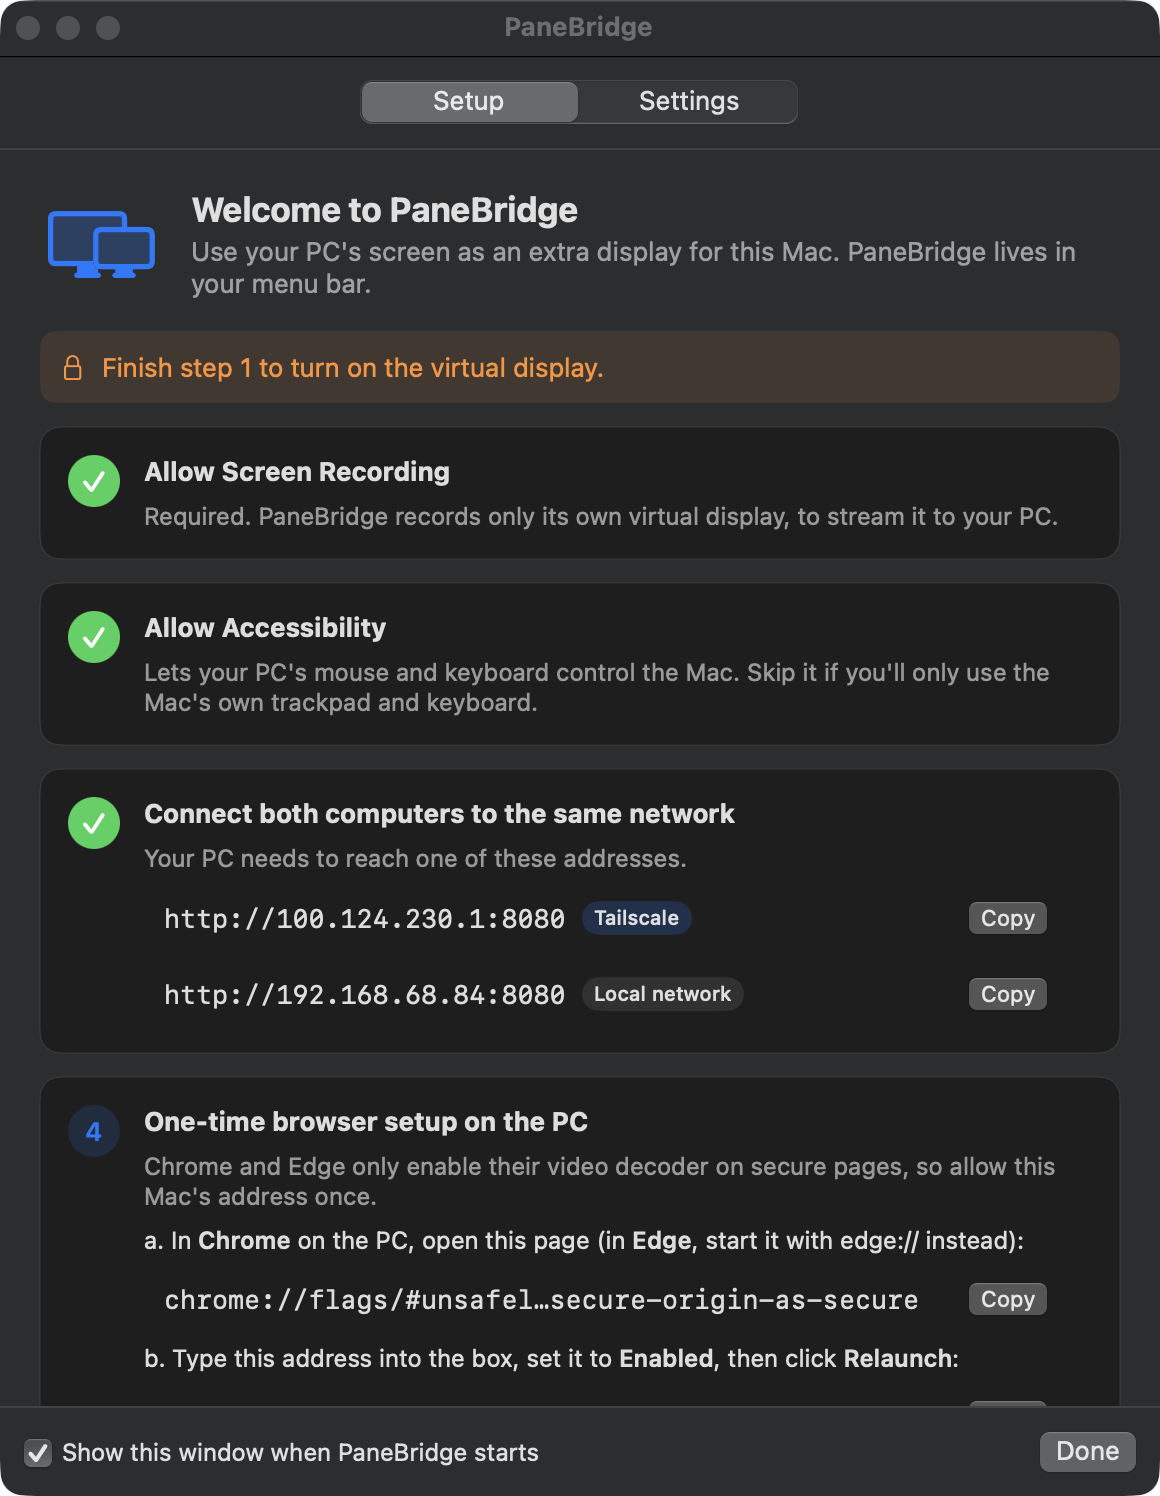 PaneBridge
Setup
Settings
Welcome to PaneBridge
Use your PC's screen as an extra display for this Mac. PaneBridge lives in
your menu bar.
Finish step 1 to turn on the virtual display.
Allow Screen Recording
Required. PaneBridge records only its own virtual display, to stream it to your PC.
Allow Accessibility
Lets your PC's mouse and keyboard control the Mac. Skip it if you'll only use the
Mac's own trackpad and keyboard.
Connect both computers to the same network
Your PC needs to reach one of these addresses.
http://100.124.230.1:8080 Tailscale Copy
http://192.168.68.84:8080 Local network Copy
4 One-time browser setup on the PC
Chrome and Edge only enable their video decoder on secure pages, so allow this
Mac's address once.
a. In Chrome on the PC, open this page (in Edge, start it with edge:// instead):
chrome://flags/#unsafel…secure-origin-as-secure Copy
b. Type this address into the box, set it to Enabled, then click Relaunch:
Show this window when PaneBridge starts
Done